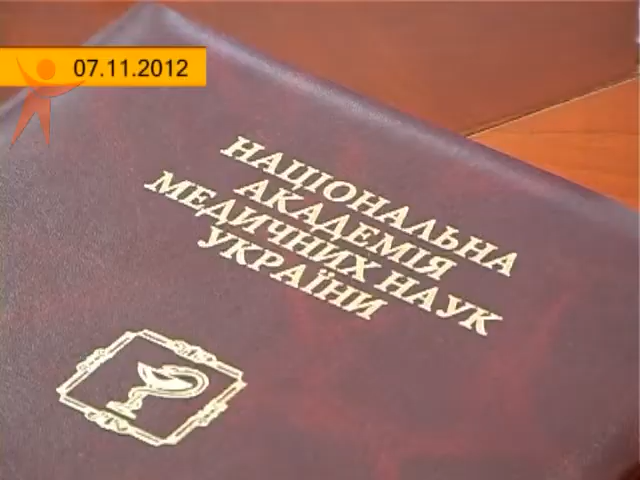 07.11.2012
НАЦІОНАЛЬНА
АКАДЕМІЯ
МЕДИЧНИХ НАУК
УКРАЇНИ